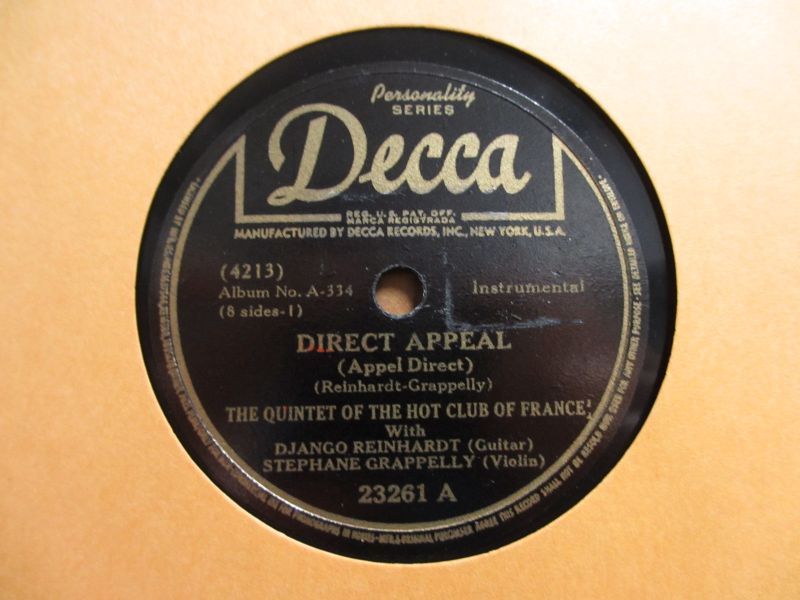 Personality
SERIES
Decca
REG. U.S. PAT. OFF.
MARCA REGISTRADA
MANUFACTURED BY DECCA RECORDS, INC., NEW YORK, U.S.A.
(4213)
Album No. A-334
(8 sides-1)
Instrumental
DIRECT APPEAL
(Appel Direct)
(Reinhardt-Grappelly)
THE QUINTET OF THE HOT CLUB OF FRANCE
With
DJANGO REINHARDT (Guitar)
STEPHANE GRAPPELLY (Violin)
23261 A